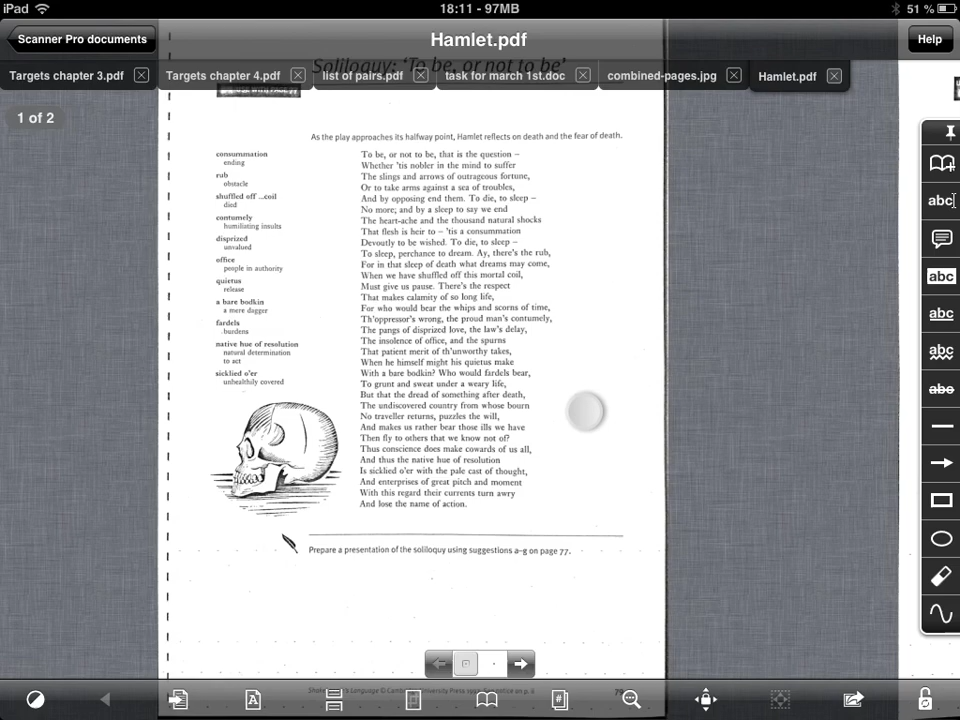 iPad 18:11 - 97MB 51 %
Scanner Pro documents Hamlet.pdf Help
Soliloquy: 'To be, or not to be'
Targets chapter 3.pdf Targets chapter 4.pdf list of pairs.pdf task for march 1st.doc combined-pages.jpg Hamlet.pdf
1 of 2
As the play approaches its halfway point, Hamlet reflects on death and the fear of death.
consummation
ending
rub
obstacle
shuffled off ...coil
died
contumely
humiliating insults
disprized
unvalued
office
people in authority
quietus
release
a bare bodkin
a mere dagger
fardels
burdens
native hue of resolution
natural determination
to act
sicklied o'er
unhealthily covered
To be, or not to be, that is the question –
Whether 'tis nobler in the mind to suffer
The slings and arrows of outrageous fortune,
Or to take arms against a sea of troubles,
And by opposing end them. To die, to sleep –
No more; and by a sleep to say we end
The heart-ache and the thousand natural shocks
That flesh is heir to – 'tis a consummation
Devoutly to be wished. To die, to sleep –
To sleep, perchance to dream. Ay, there's the rub,
For in that sleep of death what dreams may come,
When we have shuffled off this mortal coil,
Must give us pause. There's the respect
That makes calamity of so long life,
For who would bear the whips and scorns of time,
Th'oppressor's wrong, the proud man's contumely,
The pangs of disprized love, the law's delay,
The insolence of office, and the spurns
That patient merit of th'unworthy takes,
When he himself might his quietus make
With a bare bodkin? Who would fardels bear,
To grunt and sweat under a weary life,
But that the dread of something after death,
The undiscovered country from whose bourn
No traveller returns, puzzles the will,
And makes us rather bear those ills we have
Then fly to others that we know not of?
Thus conscience does make cowards of us all,
And thus the native hue of resolution
Is sicklied o'er with the pale cast of thought,
And enterprises of great pitch and moment
With this regard their currents turn awry
And lose the name of action.
Prepare a presentation of the soliloquy using suggestions a–g on page 77.
abc
abc
abc
abc
abc
A
#